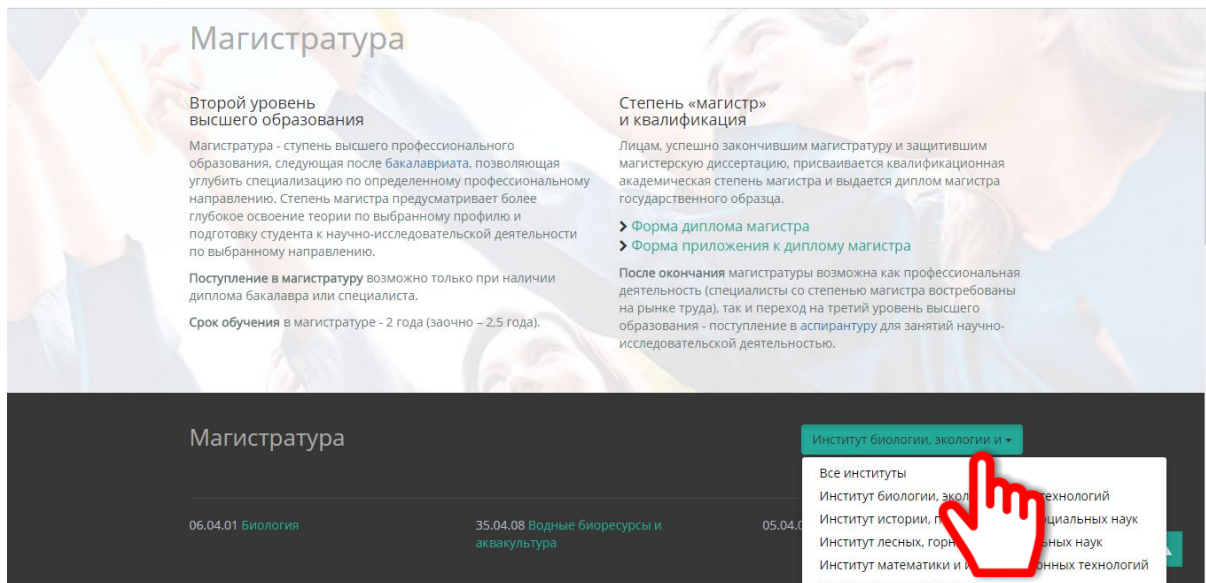 Магистратура
Второй уровень
высшего образования
Магистратура - ступень высшего профессионального
образования, следующая после бакалавриата, позволяющая
углубить специализацию по определенному профессиональному
направлению. Степень магистра предусматривает более
глубокое освоение теории по выбранному профилю и
подготовку студента к научно-исследовательской деятельности
по выбранному направлению.
Поступление в магистратуру возможно только при наличии
диплома бакалавра или специалиста.
Срок обучения в магистратуре - 2 года (заочно – 2,5 года).
Степень «магистр»
и квалификация
Лицам, успешно закончившим магистратуру и защитившим
магистерскую диссертацию, присваивается квалификационная
академическая степень магистра и выдается диплом магистра
государственного образца.
Форма диплома магистра
Форма приложения к диплому магистра
После окончания магистратуры возможна как профессиональная
деятельность (специалисты со степенью магистра востребованы
на рынке труда), так и переход на третий уровень высшего
образования - поступление в аспирантуру для занятий научно-
исследовательской деятельностью.
Магистратура
Институт биологии, экологии и
Все институты
Институт биологии, технологий
Институт истории, социальных наук
Институт лесных, наук
Институт математики и технологий
06.04.01 Биология
35.04.08 Водные биоресурсы и
аквакультура